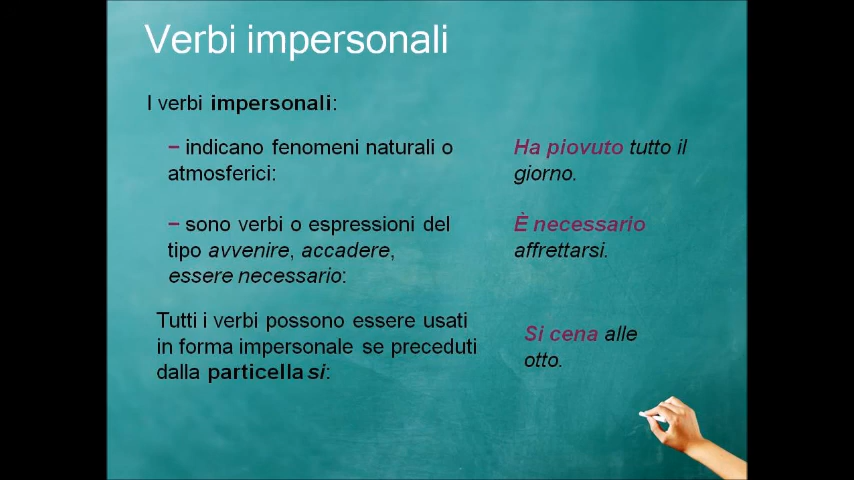 Verbi impersonali
I verbi impersonali:
– indicano fenomeni naturali o
atmosferici:
Ha piovuto tutto il
giorno.
– sono verbi o espressioni del
tipo avvenire, accadere,
essere necessario:
È necessario
affrettarsi.
Tutti i verbi possono essere usati
in forma impersonale se preceduti
dalla particella si:
Si cena alle
otto.